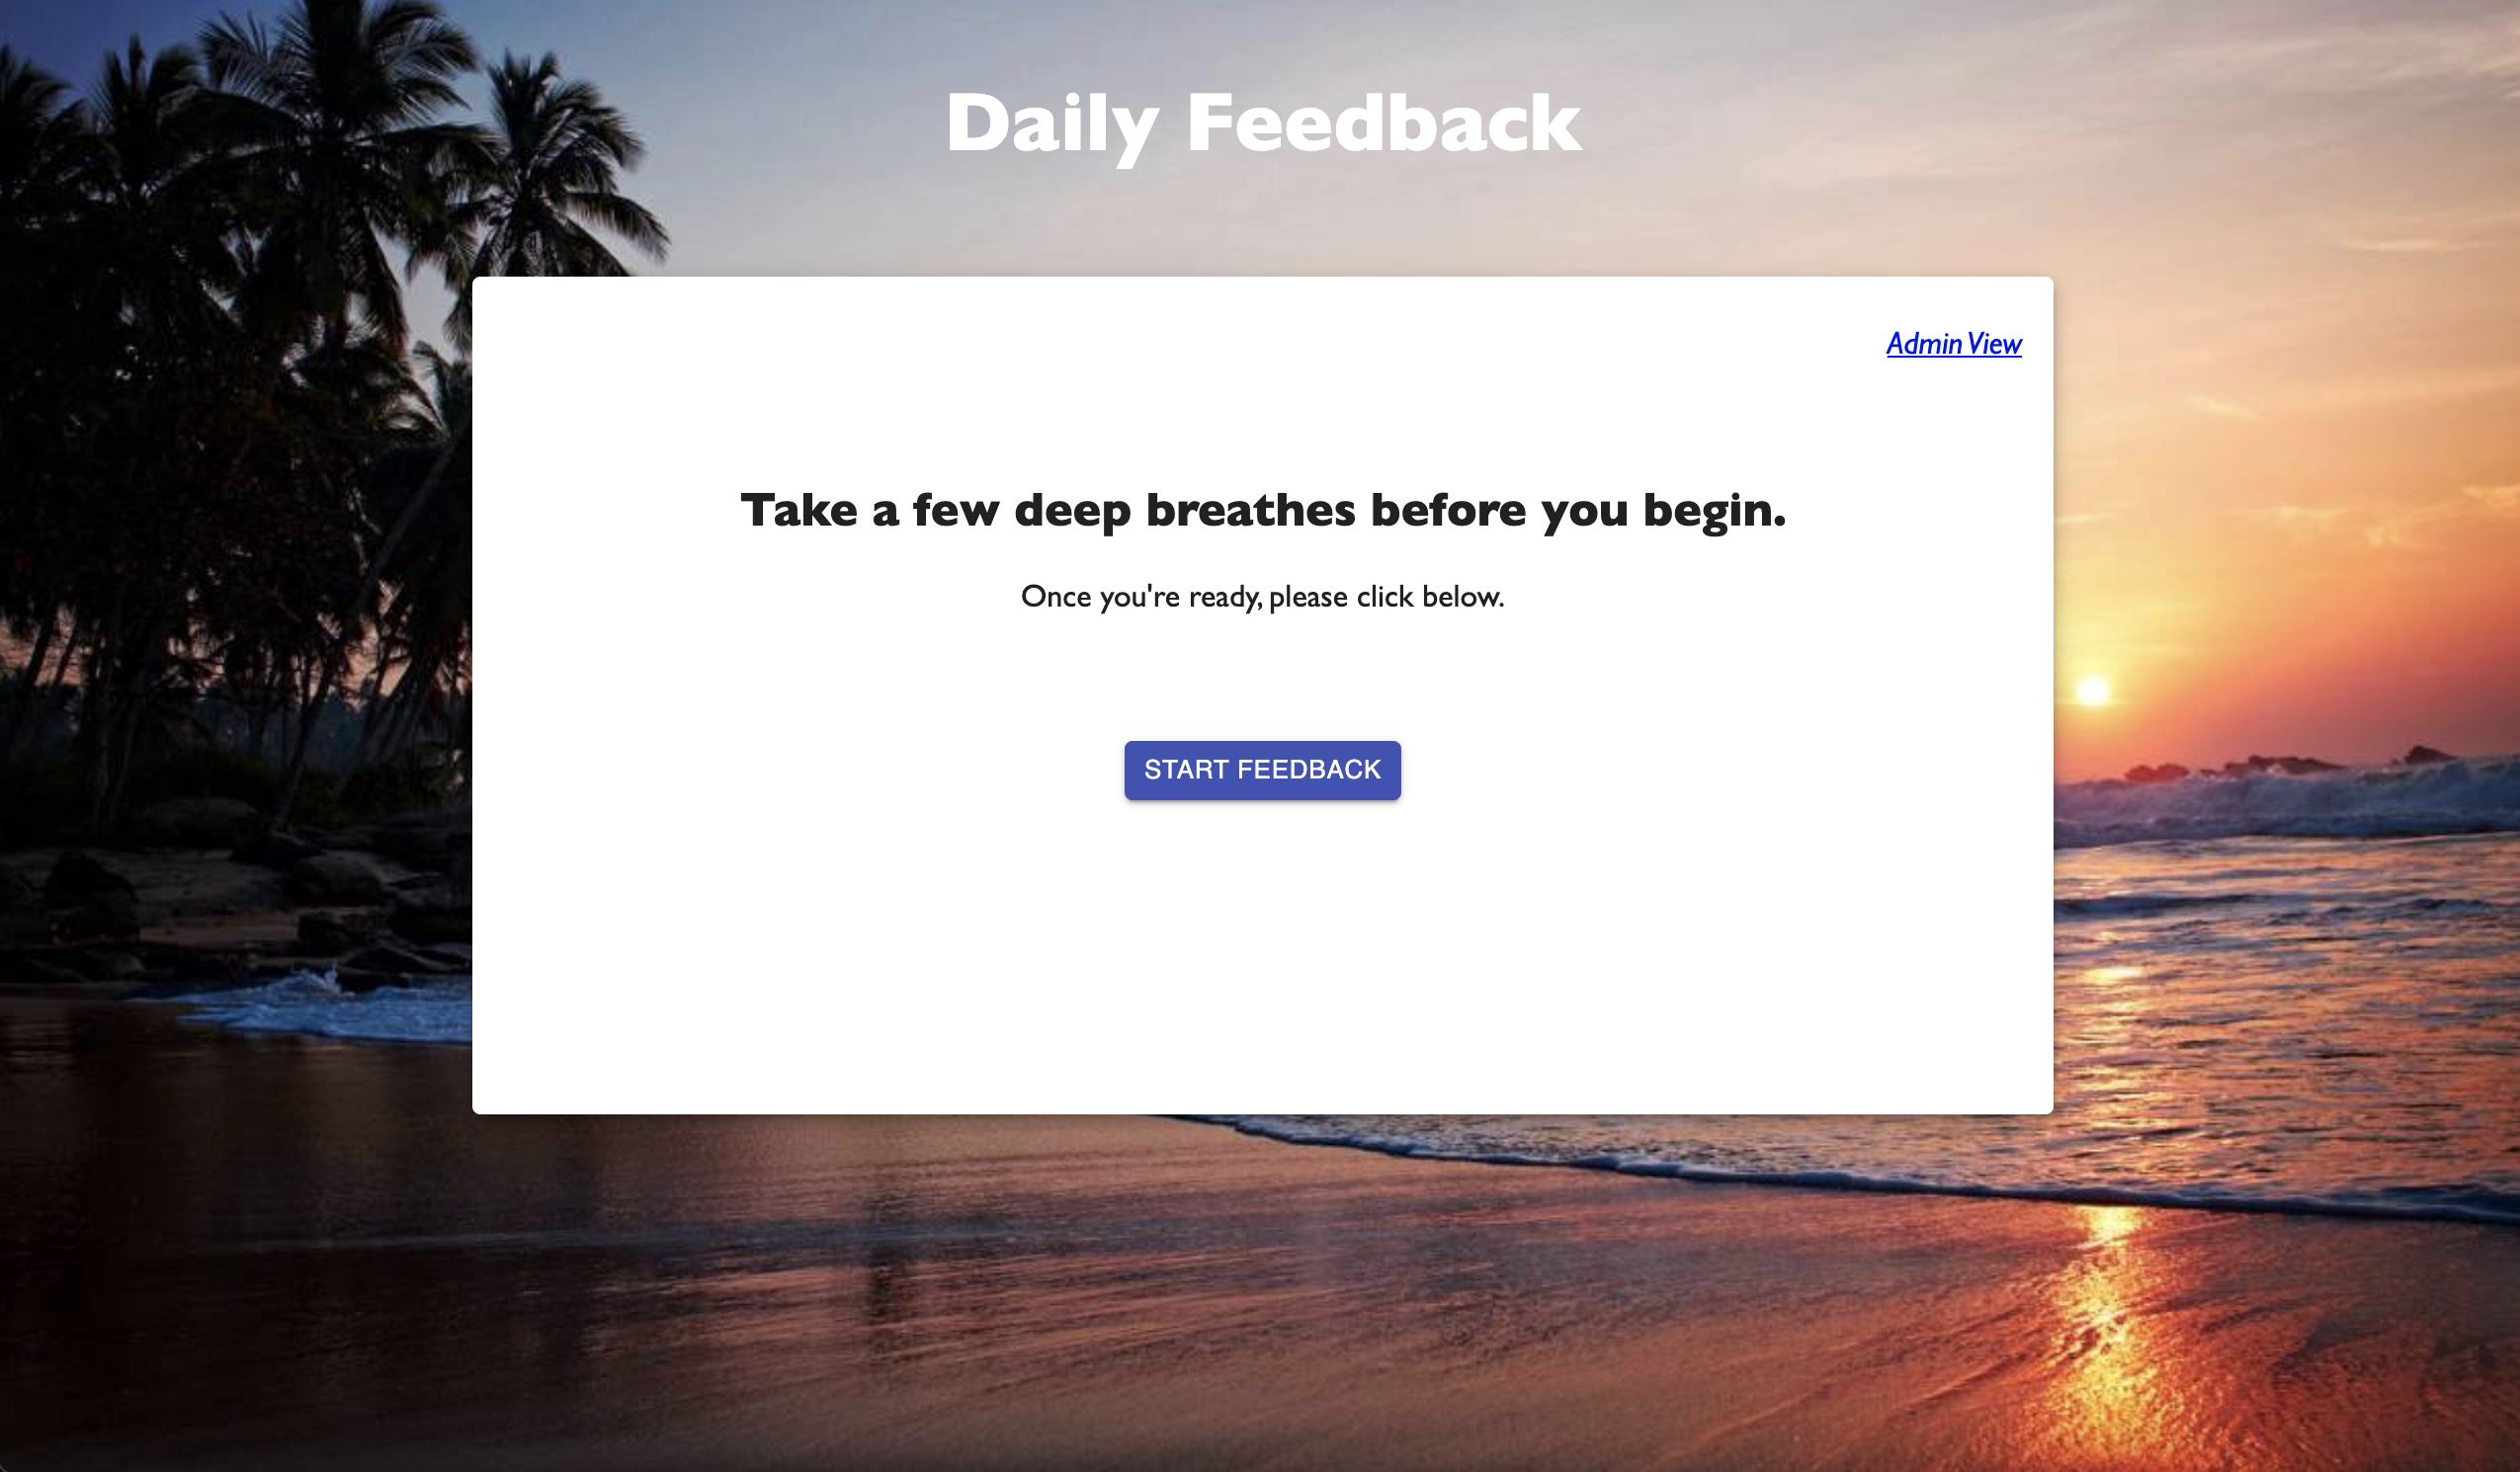 Daily Feedback
Admin View
Take a few deep breathes before you begin.
Once you're ready, please click below.
START FEEDBACK